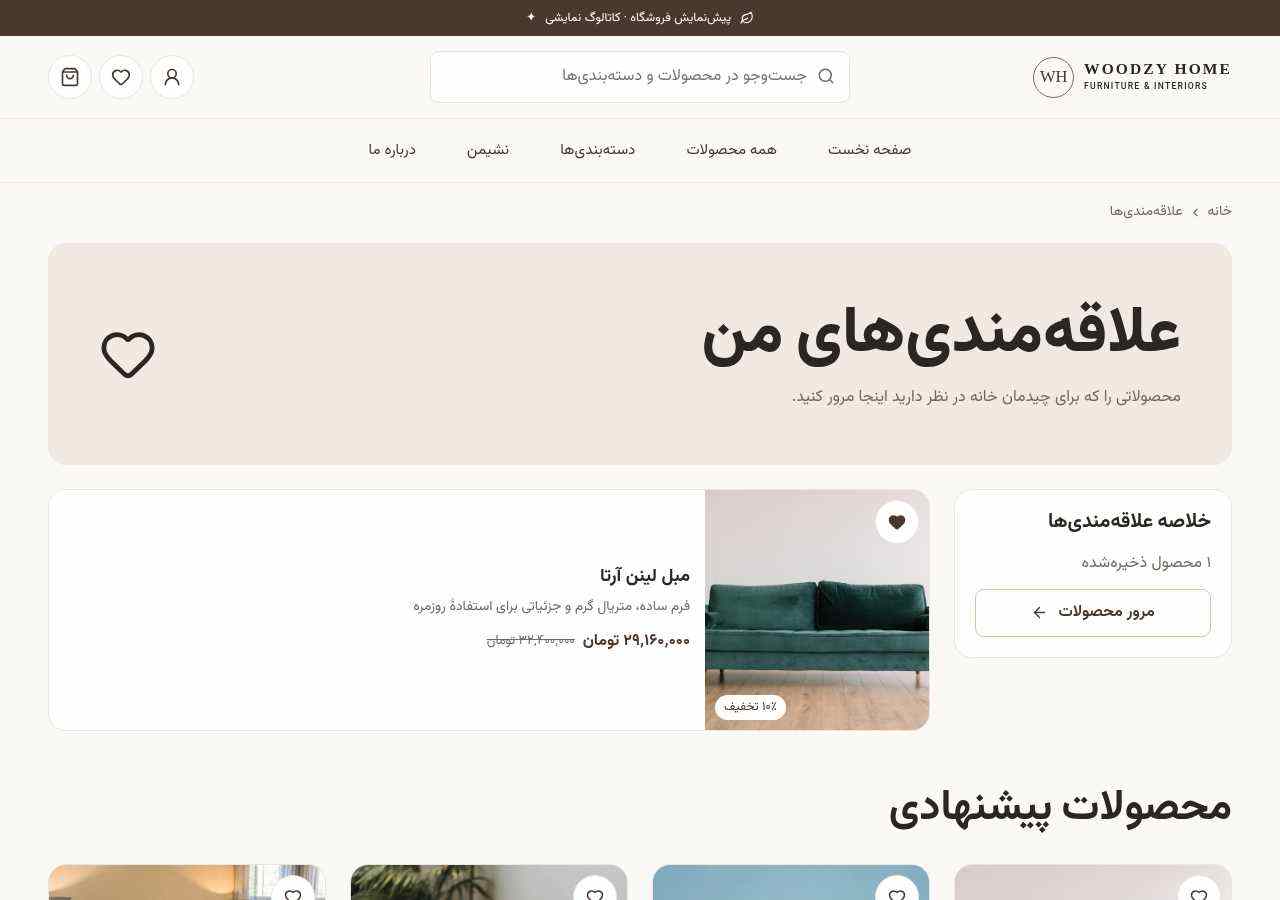 پیش‌نمایش فروشگاه · کاتالوگ نمایشی ✦
WOODZY HOME
FURNITURE & INTERIORS
WH
جست‌وجو در محصولات و دسته‌بندی‌ها
صفحه نخست
همه محصولات
دسته‌بندی‌ها
نشیمن
درباره ما
خانه › علاقه‌مندی‌ها
علاقه‌مندی‌های من
محصولاتی را که برای چیدمان خانه در نظر دارید اینجا مرور کنید.
خلاصه علاقه‌مندی‌ها
۱ محصول ذخیره‌شده
مرور محصولات ←
۱۰٪ تخفیف
مبل لینن آرتا
فرم ساده، متریال گرم و جزئیاتی برای استفادهٔ روزمره
۲۹,۱۶۰,۰۰۰ تومان ۳۲,۴۰۰,۰۰۰ تومان
محصولات پیشنهادی